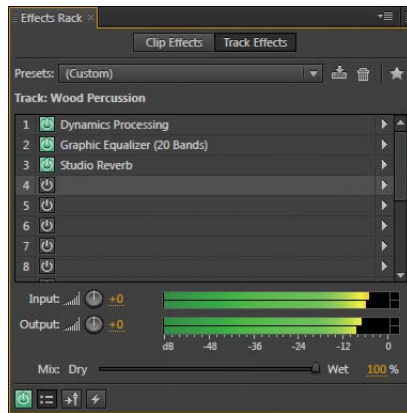 Effects Rack ×
Clip Effects Track Effects
Presets: (Custom)
Track: Wood Percussion
1 Dynamics Processing
2 Graphic Equalizer (20 Bands)
3 Studio Reverb
4
5
6
7
8
Input: +0
Output: +0
dB -48 -36 -24 -12 0
Mix: Dry Wet 100 %